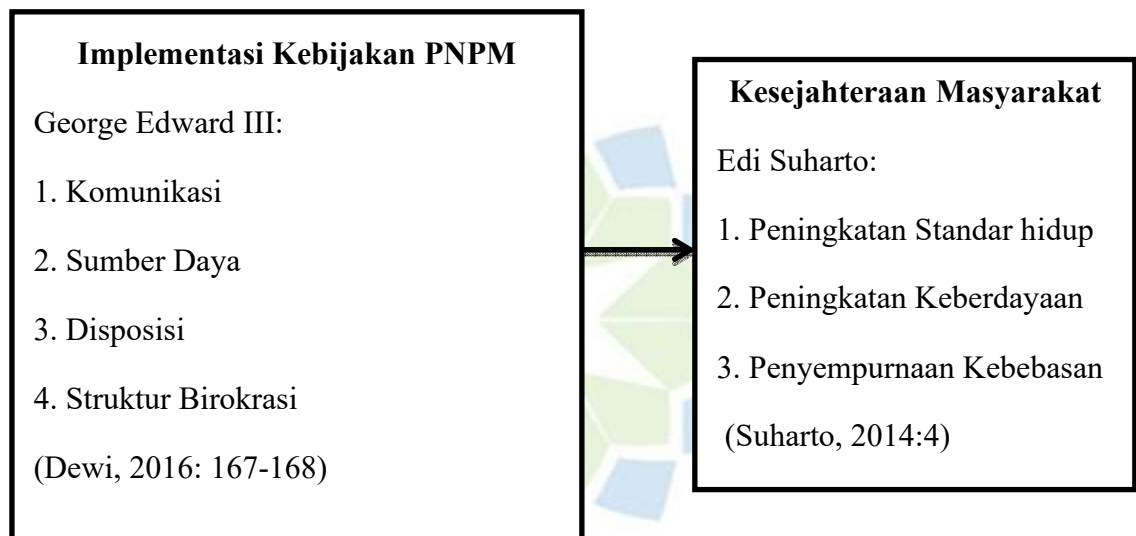 Implementasi Kebijakan PNPM
George Edward III:
1. Komunikasi
2. Sumber Daya
3. Disposisi
4. Struktur Birokrasi
(Dewi, 2016: 167-168)
Kesejahteraan Masyarakat
Edi Suharto:
1. Peningkatan Standar hidup
2. Peningkatan Keberdayaan
3. Penyempurnaan Kebebasan
(Suharto, 2014:4)